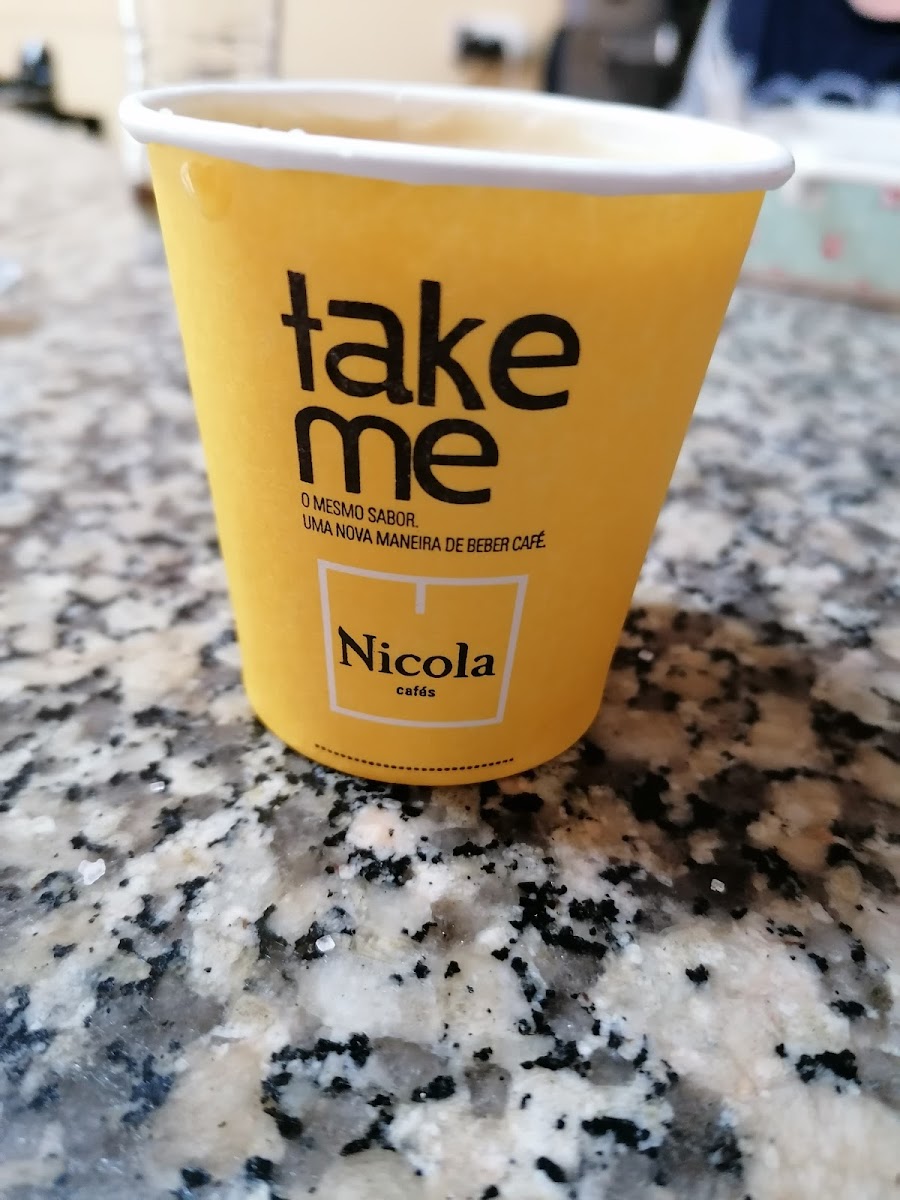 take
me
O MESMO SABOR.
UMA NOVA MANEIRA DE BEBER CAFÉ.
Nicola
cafés